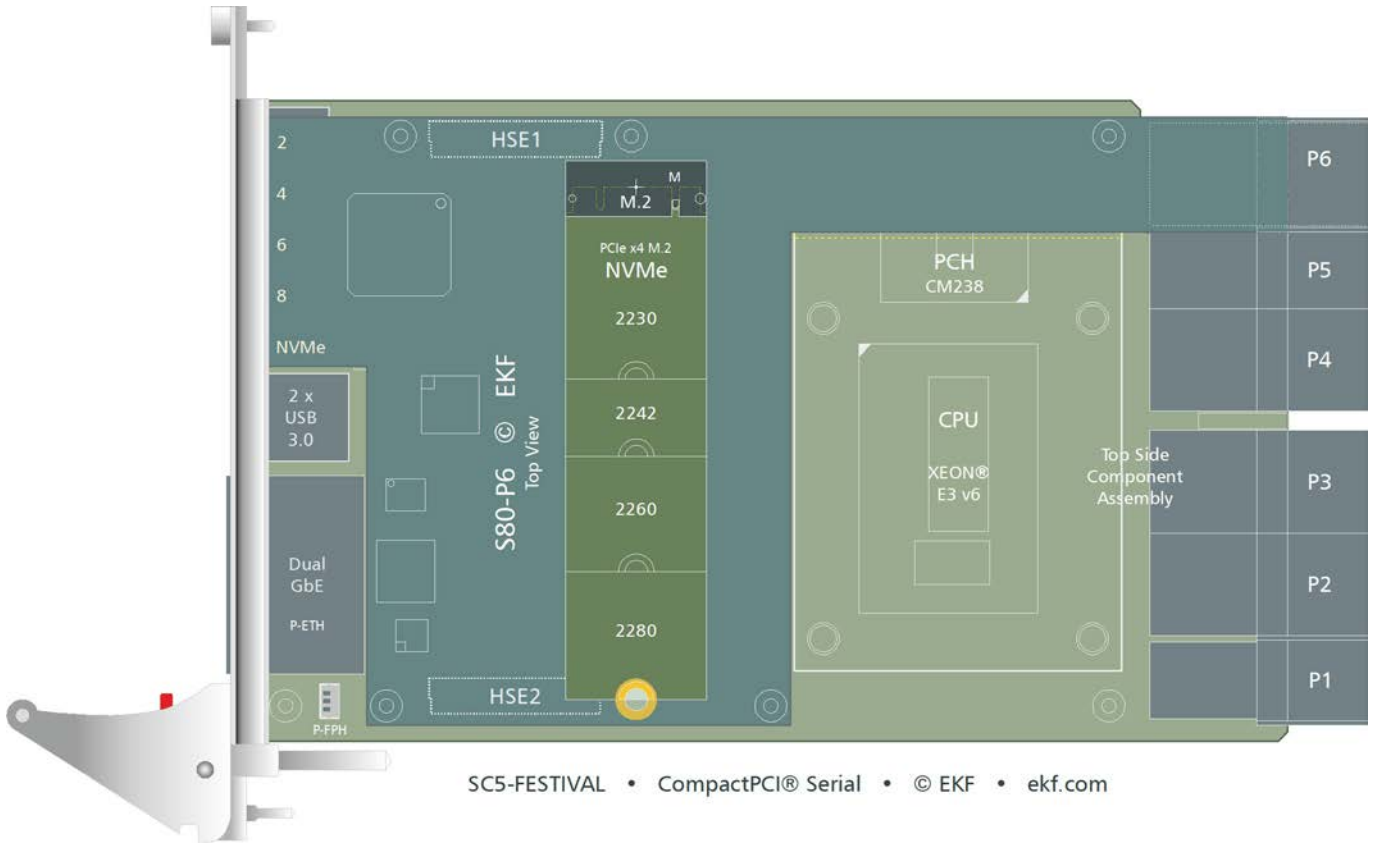 2
4
6
8
NVMe
2 x
USB
3.0
Dual
GbE
P-ETH
P-FPH
HSE1
S80-P6 © EKF
Top View
HSE2
M
M.2
PCIe x4 M.2
NVMe
2230
2242
2260
2280
PCH
CM238
CPU
XEON®
E3 v6
Top Side
Component
Assembly
P6
P5
P4
P3
P2
P1
SC5-FESTIVAL • CompactPCI® Serial • © EKF • ekf.com